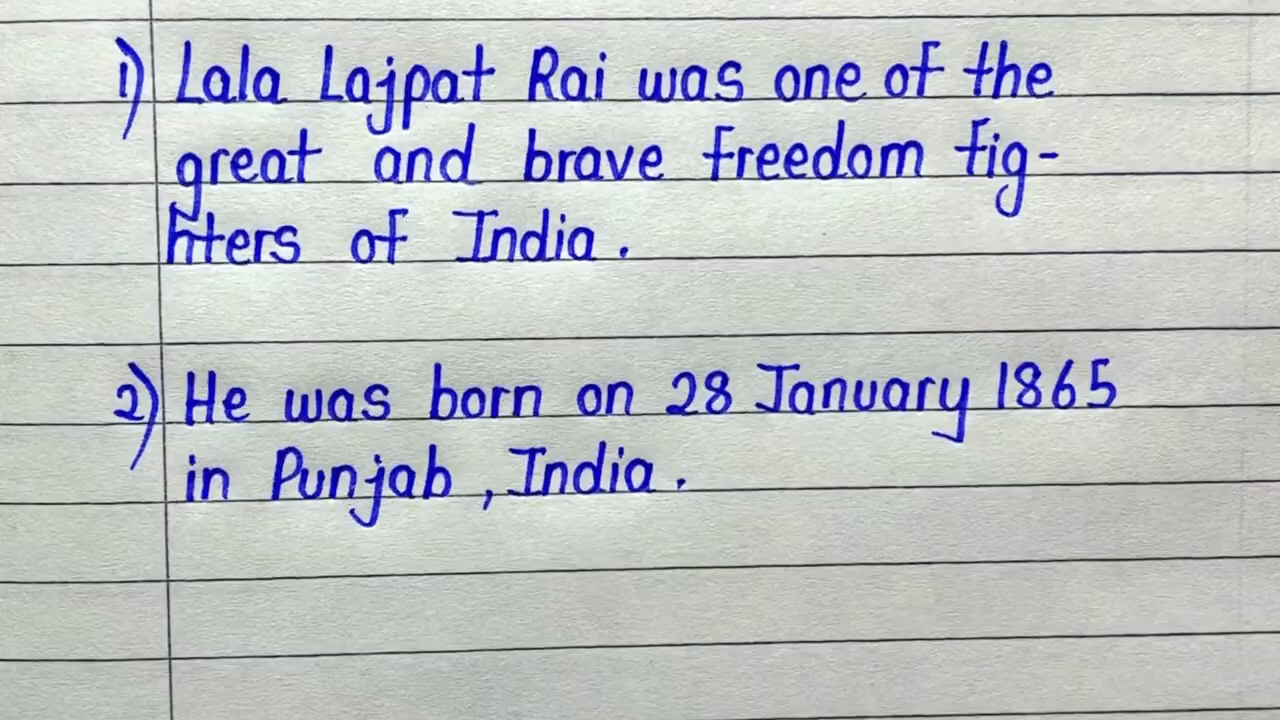 1) Lala Lajpat Rai was one of the
great and brave freedom fig-
hters of India.
2) He was born on 28 January 1865
in Punjab, India.